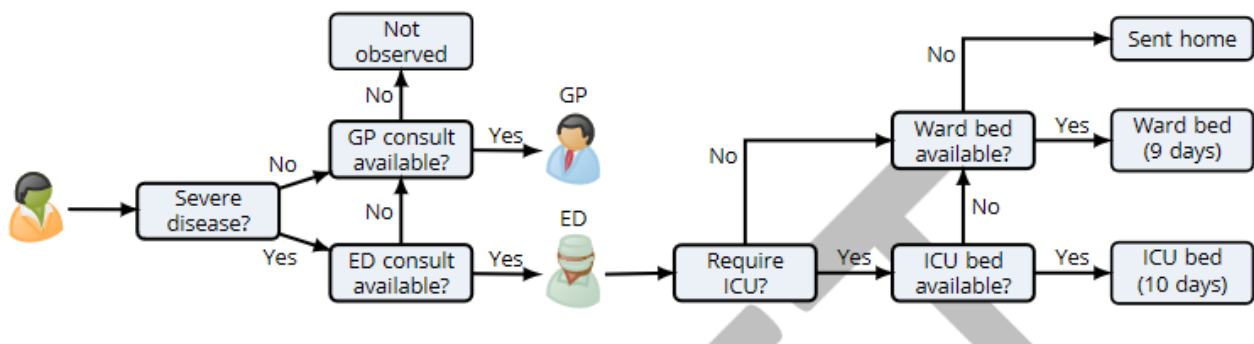 Not
observed
Sent home
No
No
GP
GP consult
available?
Yes
Ward bed
available?
Yes
Ward bed
(9 days)
No
No
Severe
disease?
No
ED
No
Yes
ED consult
available?
Yes
Require
ICU?
Yes
ICU bed
available?
Yes
ICU bed
(10 days)